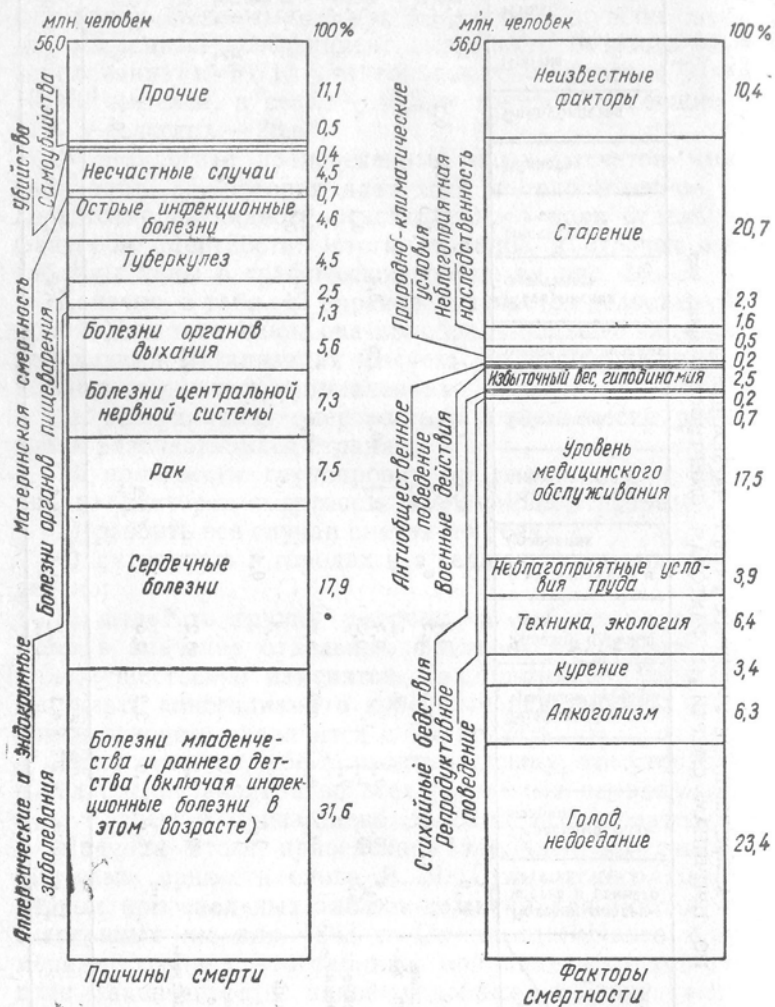 млн человек
100 %
56,0
Прочие
11,1
0,5
0,4
Несчастные случаи
4,5
0,7
Острые инфекционные
болезни
4,6
Туберкулез
4,5
2,5
1,3
Болезни органов
дыхания
5,6
Болезни центральной
нервной системы
7,3
Рак
7,5
Сердечные
болезни
17,9
Болезни младенче-
ства и раннего дет-
ства (включая инфек-
ционные болезни в
этом возрасте)
31,6
Убийства
Самоубийства
Материнская смертность
Болезни органов пищеварения
Аллергические и эндокринные
заболевания
Причины смерти
млн. человек
100%
56,0
Неизвестные
факторы
10,4
Старение
20,7
2,3
1,6
0,5
0,2
Избыточный вес, гиподинамия
2,5
0,2
0,7
Уровень
медицинского
обслуживания
17,5
Неблагоприятные усло-
вия труда
3,9
Техника, экология
6,4
Курение
3,4
Алкоголизм
6,3
Голод,
недоедание
23,4
Природно-климатические
условия
Неблагоприятная
наследственность
Антиобщественное
поведение
Военные действия
Стихийные бедствия
Репродуктивное
поведение
Факторы
смертности